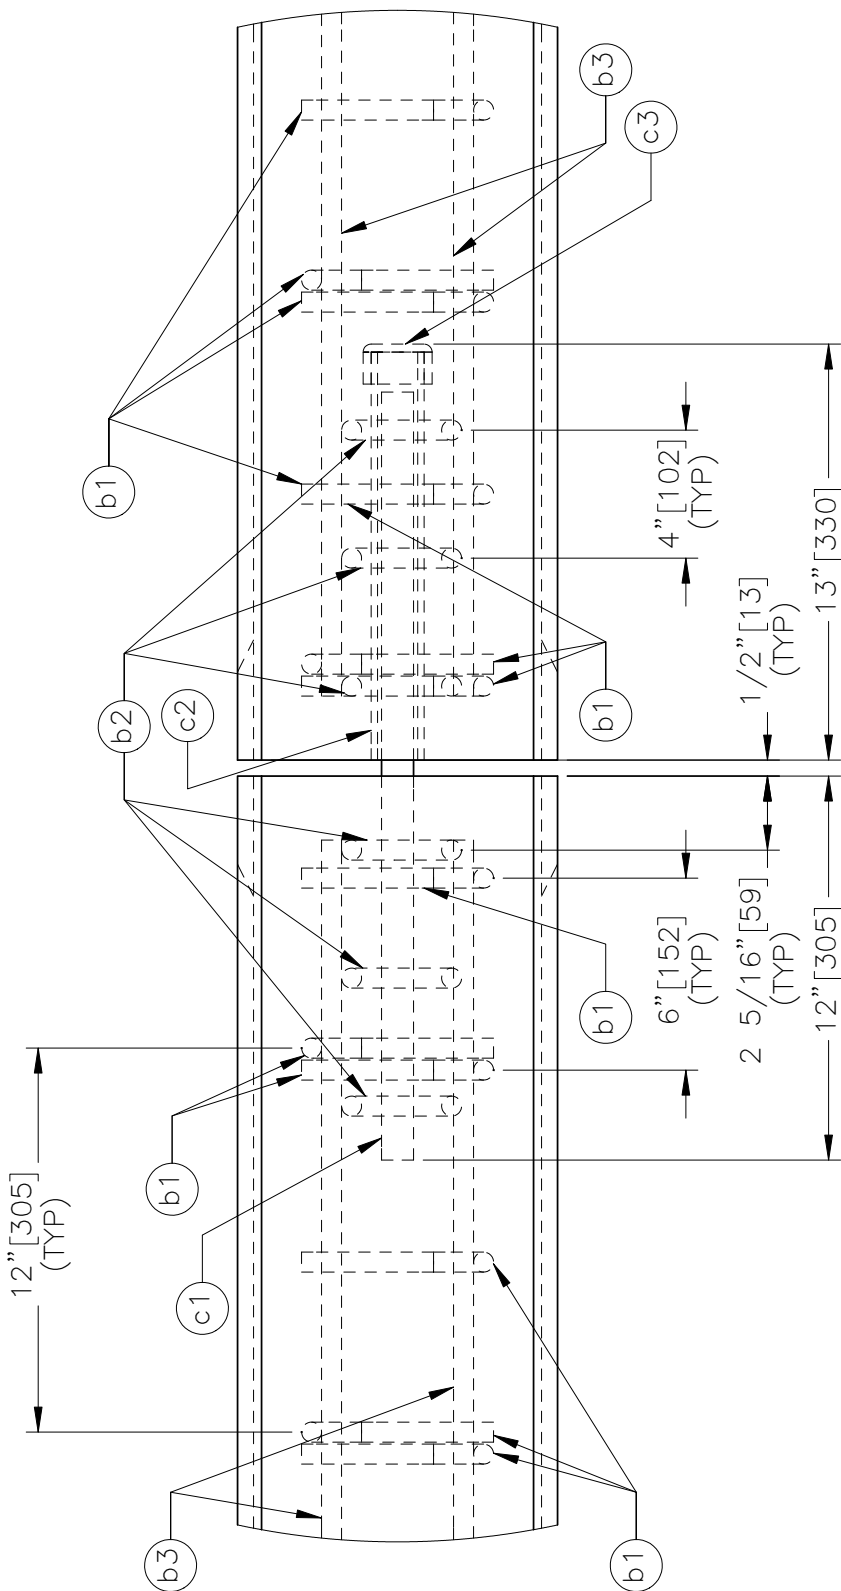 b3
c3
b1
4”[102]
(TYP)
13”[330]
1/2”[13]
(TYP)
b2
c2
b1
6”[152]
(TYP)
2 5/16”[59]
(TYP)
12”[305]
b1
b1
12”[305]
(TYP)
c1
b3
b1